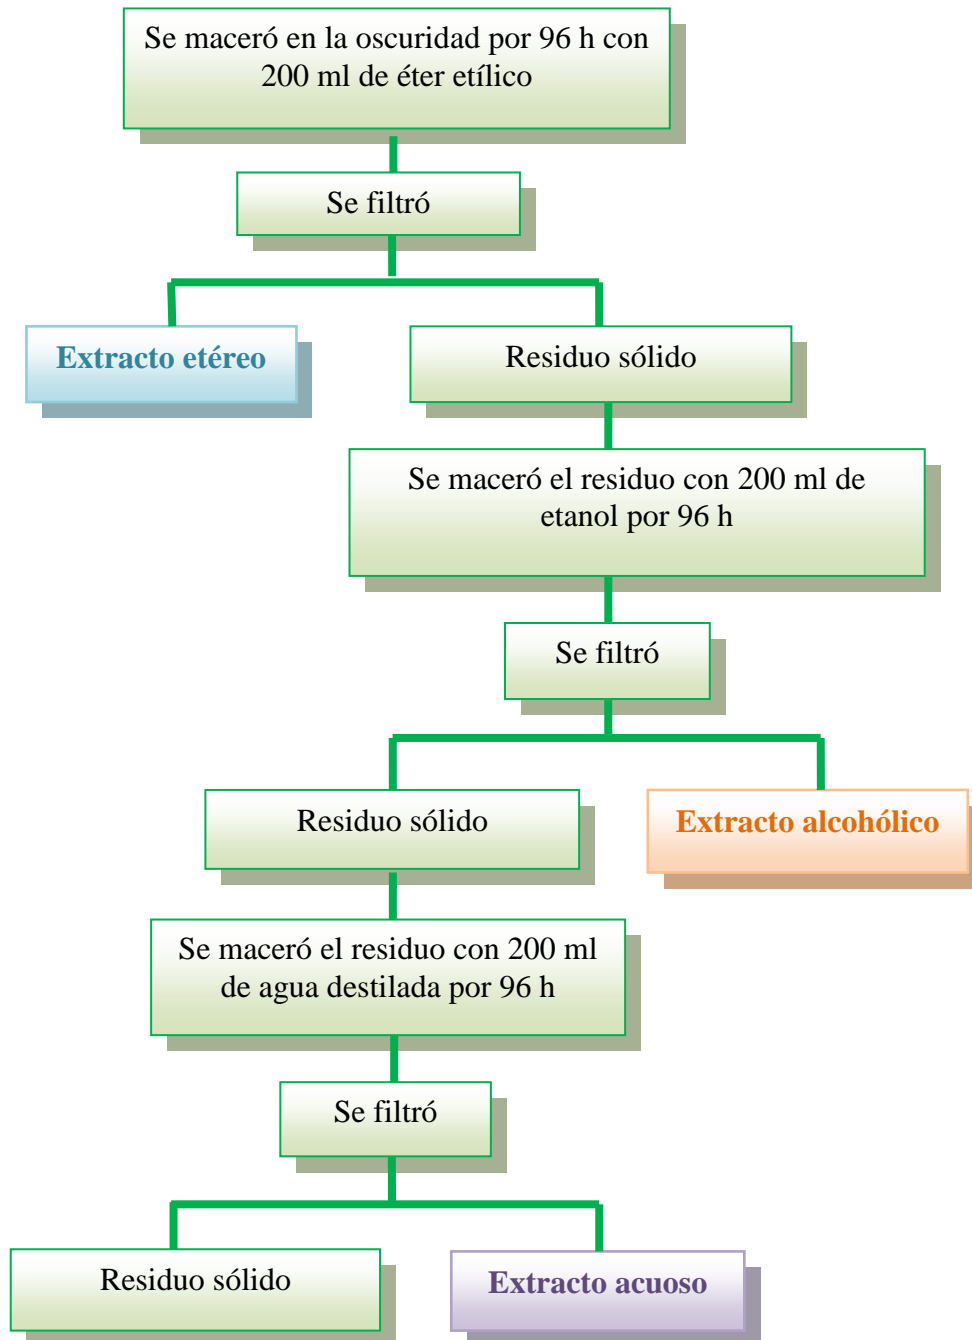 Se maceró en la oscuridad por 96 h con
200 ml de éter etílico
Se filtró
Extracto etéreo
Residuo sólido
Se maceró el residuo con 200 ml de
etanol por 96 h
Se filtró
Residuo sólido
Extracto alcohólico
Se maceró el residuo con 200 ml
de agua destilada por 96 h
Se filtró
Residuo sólido
Extracto acuoso